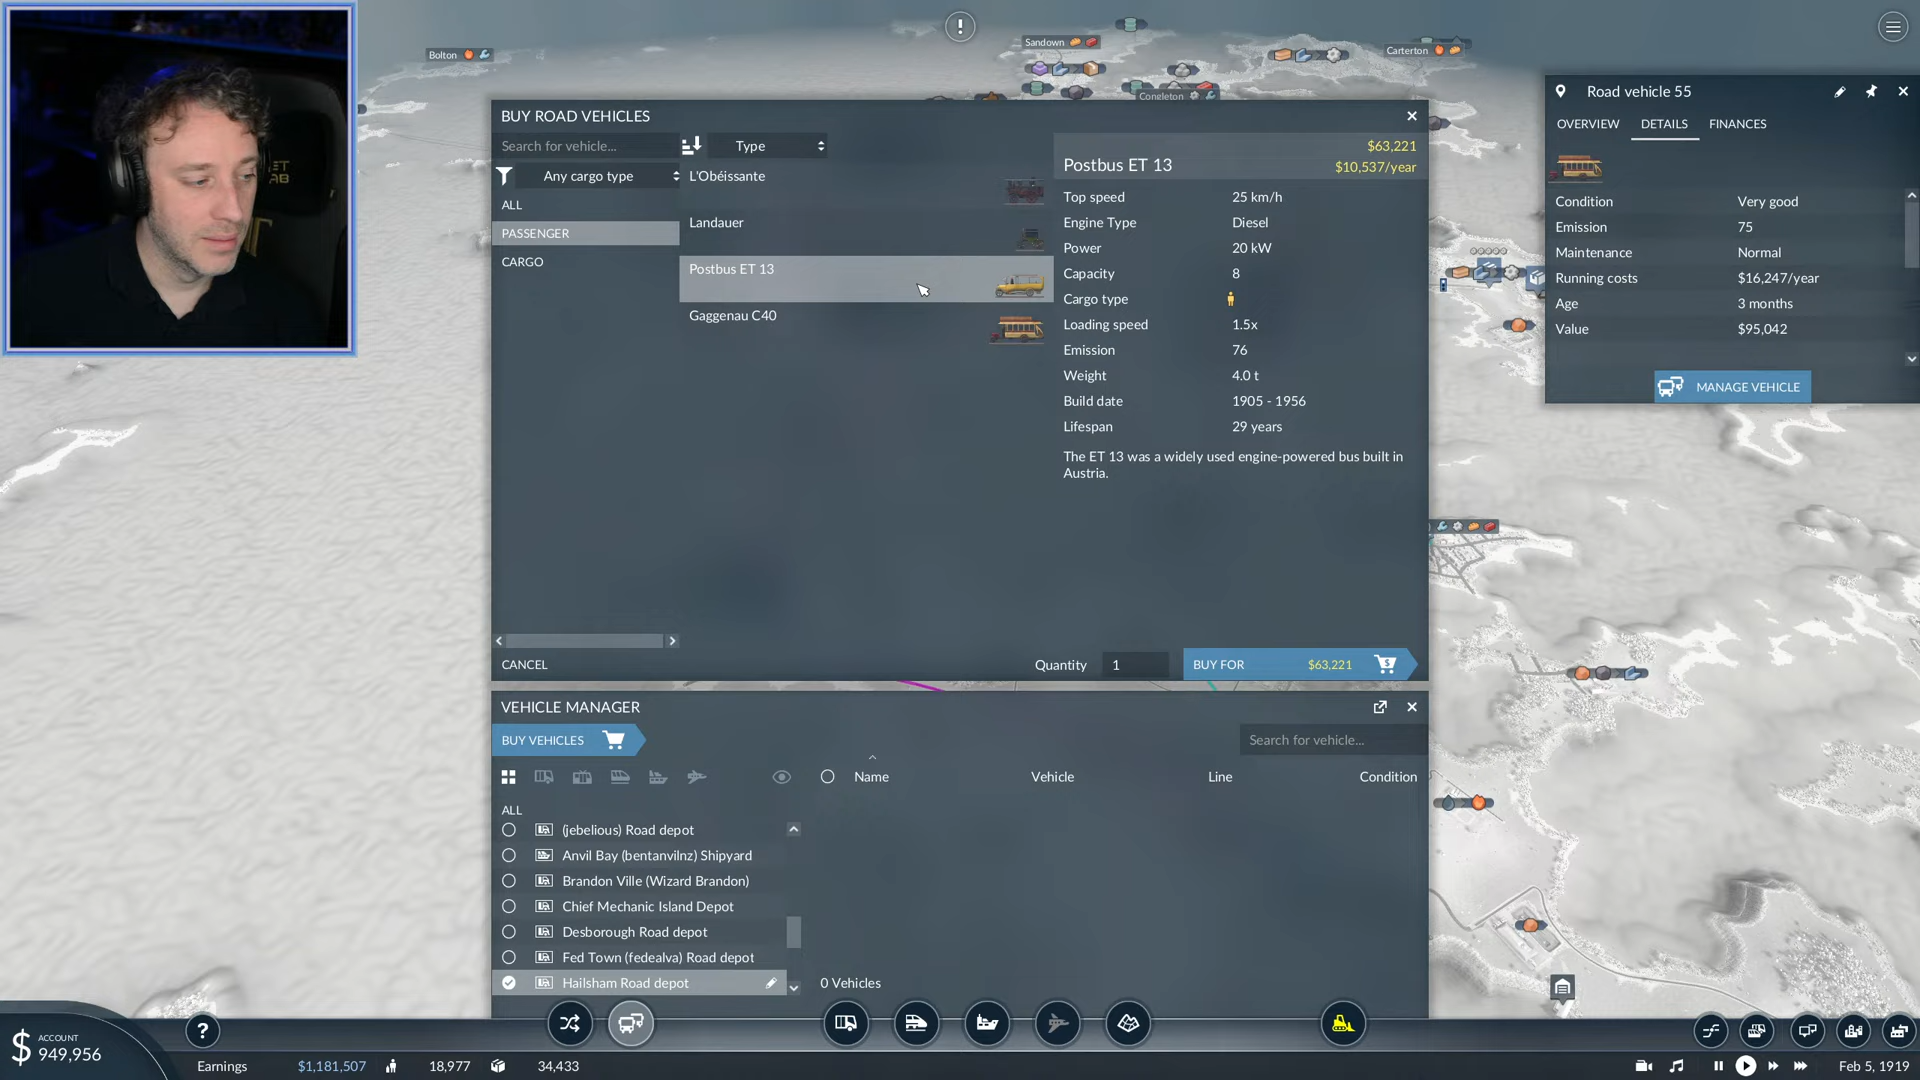 Bolton
Sandown
Carterton
Congleton
BUY ROAD VEHICLES
Search for vehicle...
Type
Any cargo type
ALL
PASSENGER
CARGO
L'Obéissante
Landauer
Postbus ET 13
Gaggenau C40
$63,221
Postbus ET 13
$10,537/year
Top speed 25 km/h
Engine Type Diesel
Power 20 kW
Capacity 8
Cargo type
Loading speed 1.5x
Emission 76
Weight 4.0 t
Build date 1905 - 1956
Lifespan 29 years
The ET 13 was a widely used engine-powered bus built in
Austria.
CANCEL
Quantity 1
BUY FOR $63,221
Road vehicle 55
OVERVIEW DETAILS FINANCES
Condition Very good
Emission 75
Maintenance Normal
Running costs $16,247/year
Age 3 months
Value $95,042
MANAGE VEHICLE
VEHICLE MANAGER
BUY VEHICLES
Search for vehicle...
Name Vehicle Line Condition
ALL
(jebelious) Road depot
Anvil Bay (bentanvilnz) Shipyard
Brandon Ville (Wizard Brandon)
Chief Mechanic Island Depot
Desborough Road depot
Fed Town (fedealva) Road depot
Hailsham Road depot
0 Vehicles
$ ACCOUNT
949,956
?
Earnings $1,181,507 18,977 34,433
Feb 5, 1919